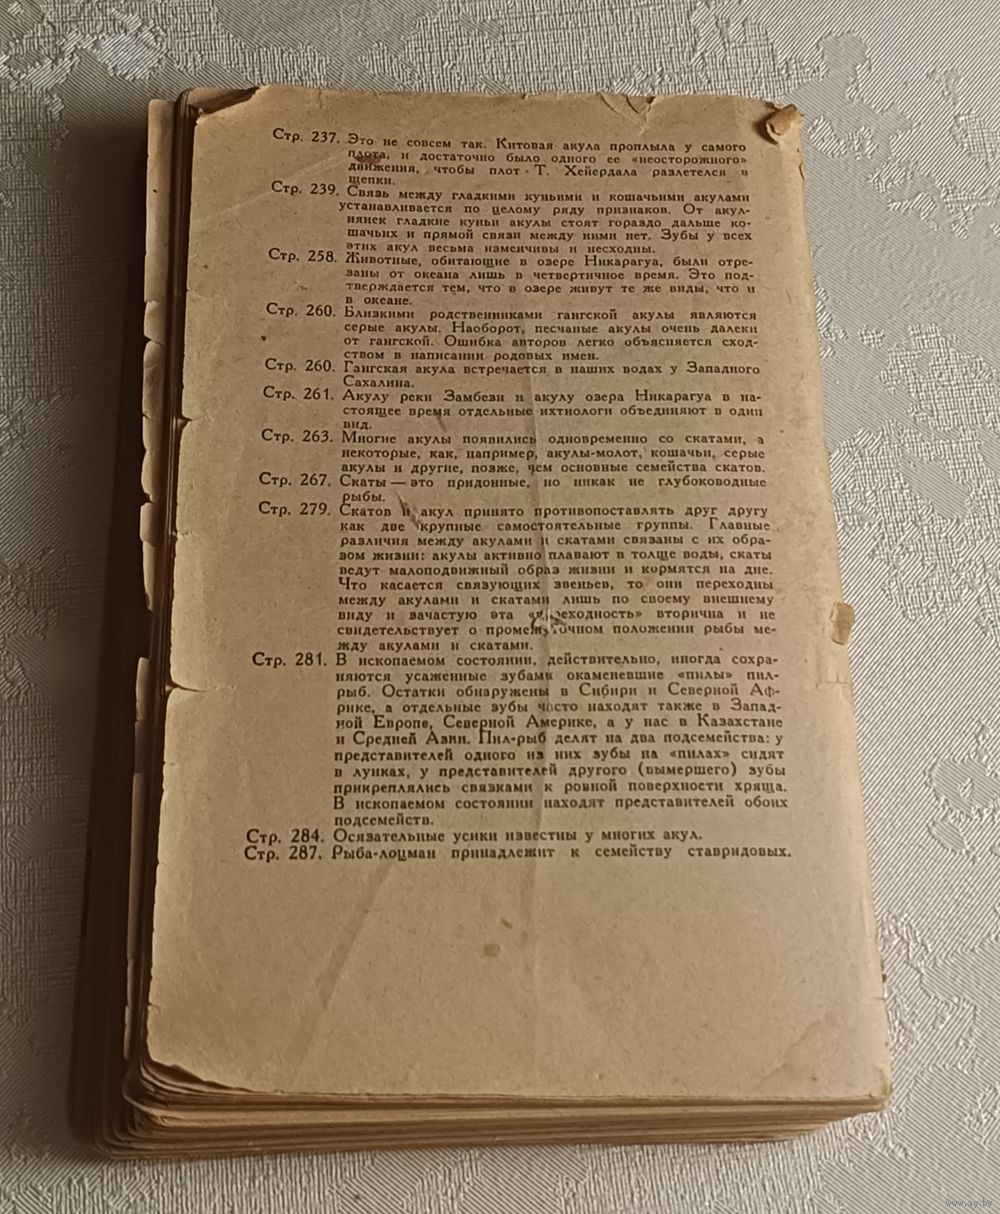 Стр. 237. Это не совсем так. Китовая акула проплыла у самого
плота, и достаточно было одного ее «неосторожного»
движения, чтобы плот Т. Хейердала разлетелся в
щепки.
Стр. 239. Связь между гладкими куньими и кошачьими акулами
устанавливается по целому ряду признаков. От акул-
нянек гладкие куньи акулы стоят гораздо дальше ко-
шачьих и прямой связи между ними нет. Зубы у всех
этих акул весьма изменчивы и несходны.
Стр. 258. Животные, обитающие в озере Никарагуа, были отре-
заны от океана лишь в четвертичное время. Это под-
тверждается тем, что в озере живут те же виды, что и
в океане.
Стр. 260. Близкими родственниками гангской акулы являются
серые акулы. Наоборот, песчаные акулы очень далеки
от гангской. Ошибка авторов легко объясняется сход-
ством в написании родовых имен.
Стр. 260. Гангская акула встречается в наших водах у Западного
Сахалина.
Стр. 261. Акулу реки Замбези и акулу озера Никарагуа в на-
стоящее время отдельные ихтиологи объединяют в один
вид.
Стр. 263. Многие акулы появились одновременно со скатами, а
некоторые, как, например, акулы-молот, кошачьи, серые
акулы и другие, позже, чем основные семейства скатов.
Стр. 267. Скаты — это придонные, но никак не глубоководные
рыбы.
Стр. 279. Скатов и акул принято противопоставлять друг другу
как две крупные самостоятельные группы. Главные
различия между акулами и скатами связаны с их обра-
зом жизни: акулы активно плавают в толще воды, скаты
ведут малоподвижный образ жизни и кормятся на дне.
Что касается связующих звеньев, то они переходны
между акулами и скатами лишь по своему внешнему
виду и зачастую эта «переходность» вторична и не
свидетельствует о промежуточном положении рыбы ме-
жду акулами и скатами.
Стр. 281. В ископаемом состоянии, действительно, иногда сохра-
няются усаженные зубами окаменевшие «пилы» пил-
рыб. Остатки обнаружены в Сибири и Северной Аф-
рике, а отдельные зубы часто находят также в Запад-
ной Европе, Северной Америке, а у нас в Казахстане
и Средней Азии. Пил-рыб делят на два подсемейства: у
представителей одного из них зубы на «пилах» сидят
в лунках, у представителей другого (вымершего) зубы
прикреплялись связками к ровной поверхности хряща.
В ископаемом состоянии находят представителей обоих
подсемейств.
Стр. 284. Осязательные усики известны у многих акул.
Стр. 287. Рыба-лоцман принадлежит к семейству ставридовых.
www.ay.by